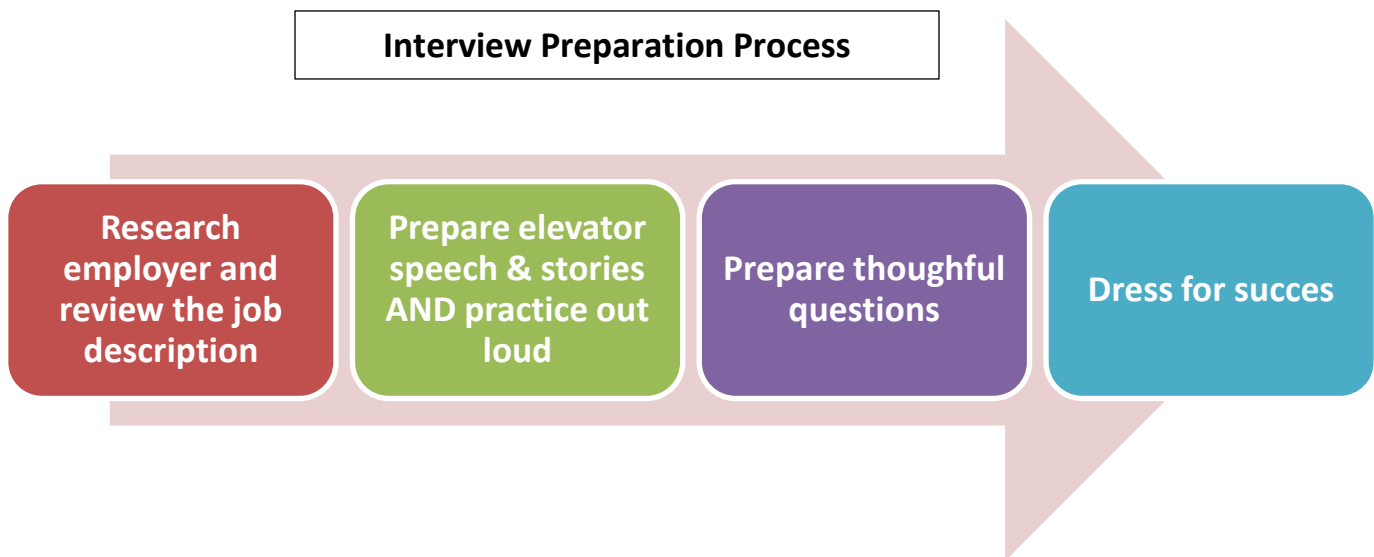 Interview Preparation Process
Research
employer and
review the job
description
Prepare elevator
speech & stories
AND practice out
loud
Prepare thoughful
questions
Dress for succes